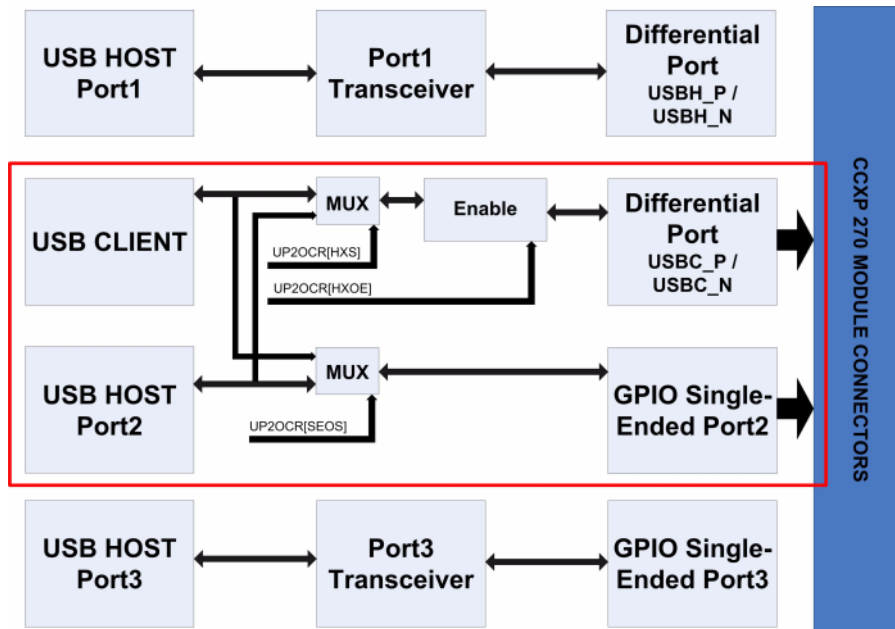 USB HOST
Port1
Port1
Transceiver
Differential
Port
USBH_P /
USBH_N
USB CLIENT
MUX
Enable
Differential
Port
USBC_P /
USBC_N
UP2OCR[HXS]
UP2OCR[HXOE]
USB HOST
Port2
MUX
GPIO Single-
Ended Port2
UP2OCR[SEOS]
USB HOST
Port3
Port3
Transceiver
GPIO Single-
Ended Port3
CCXP 270 MODULE CONNECTORS